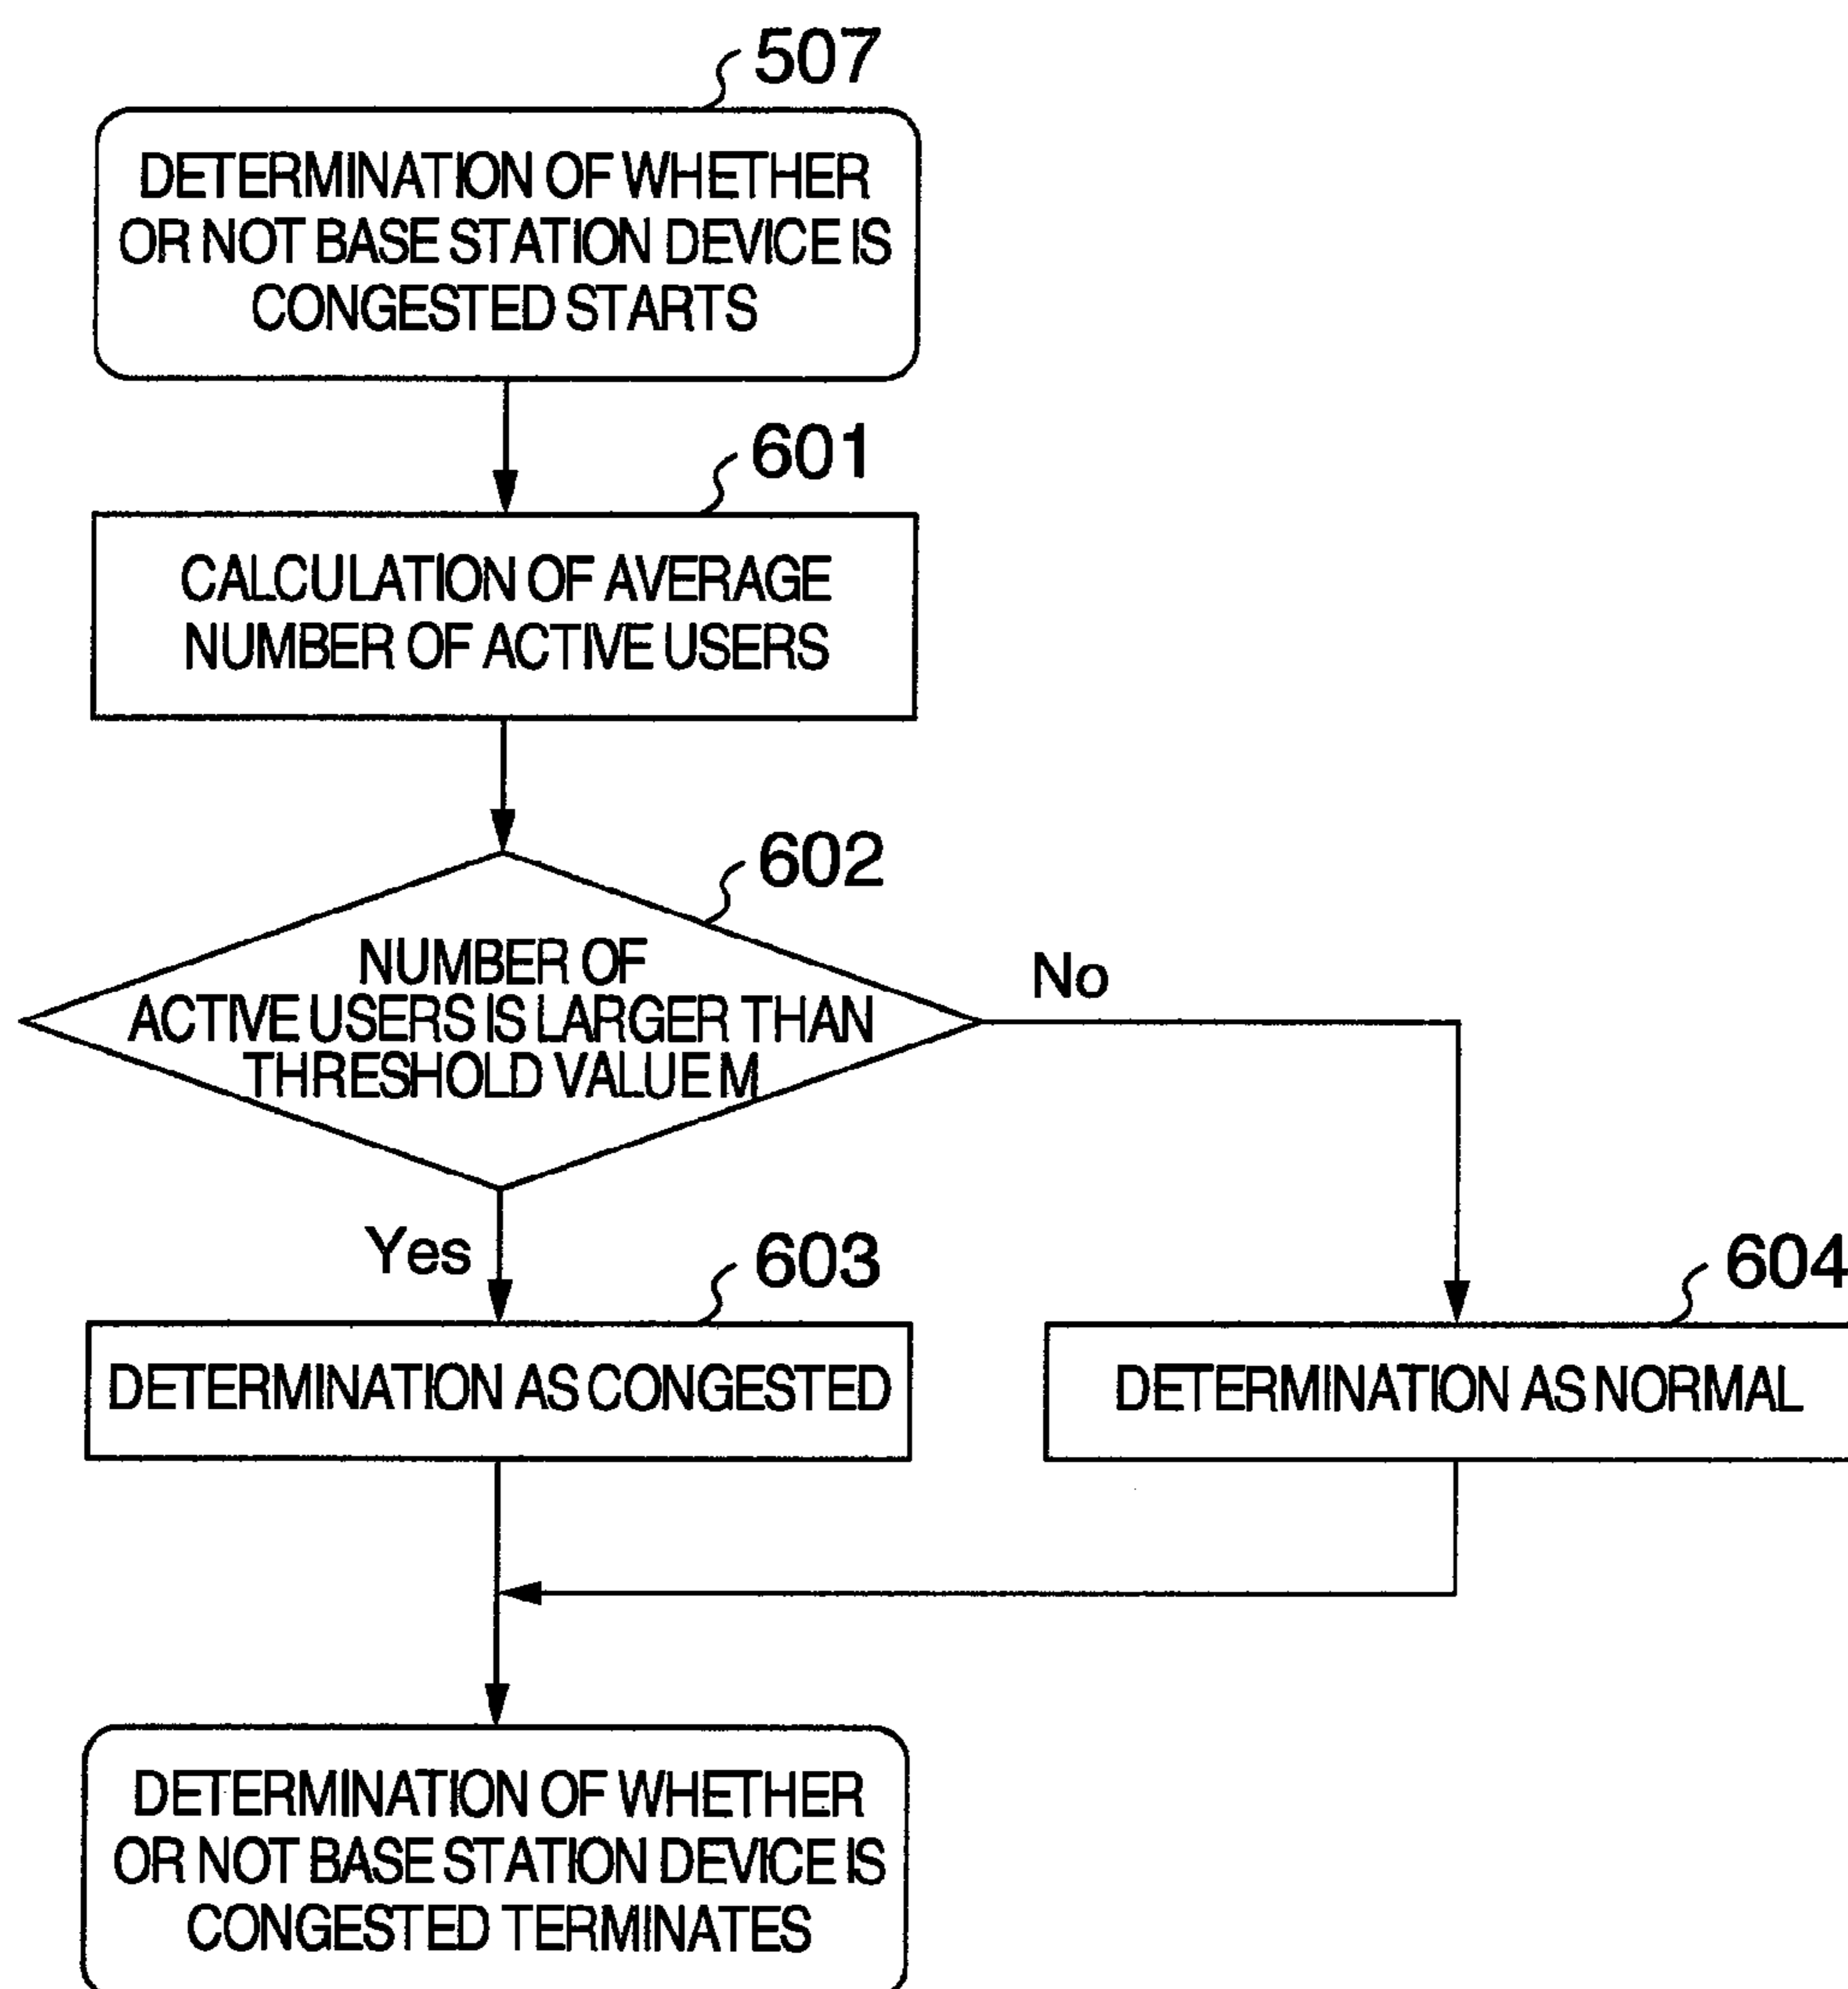 507
DETERMINATION OF WHETHER
OR NOT BASE STATION DEVICE IS
CONGESTED STARTS
601
CALCULATION OF AVERAGE
NUMBER OF ACTIVE USERS
602
NUMBER OF
ACTIVE USERS IS LARGER THAN
THRESHOLD VALUE M
No
Yes
603
DETERMINATION AS CONGESTED
604
DETERMINATION AS NORMAL
DETERMINATION OF WHETHER
OR NOT BASE STATION DEVICE IS
CONGESTED TERMINATES